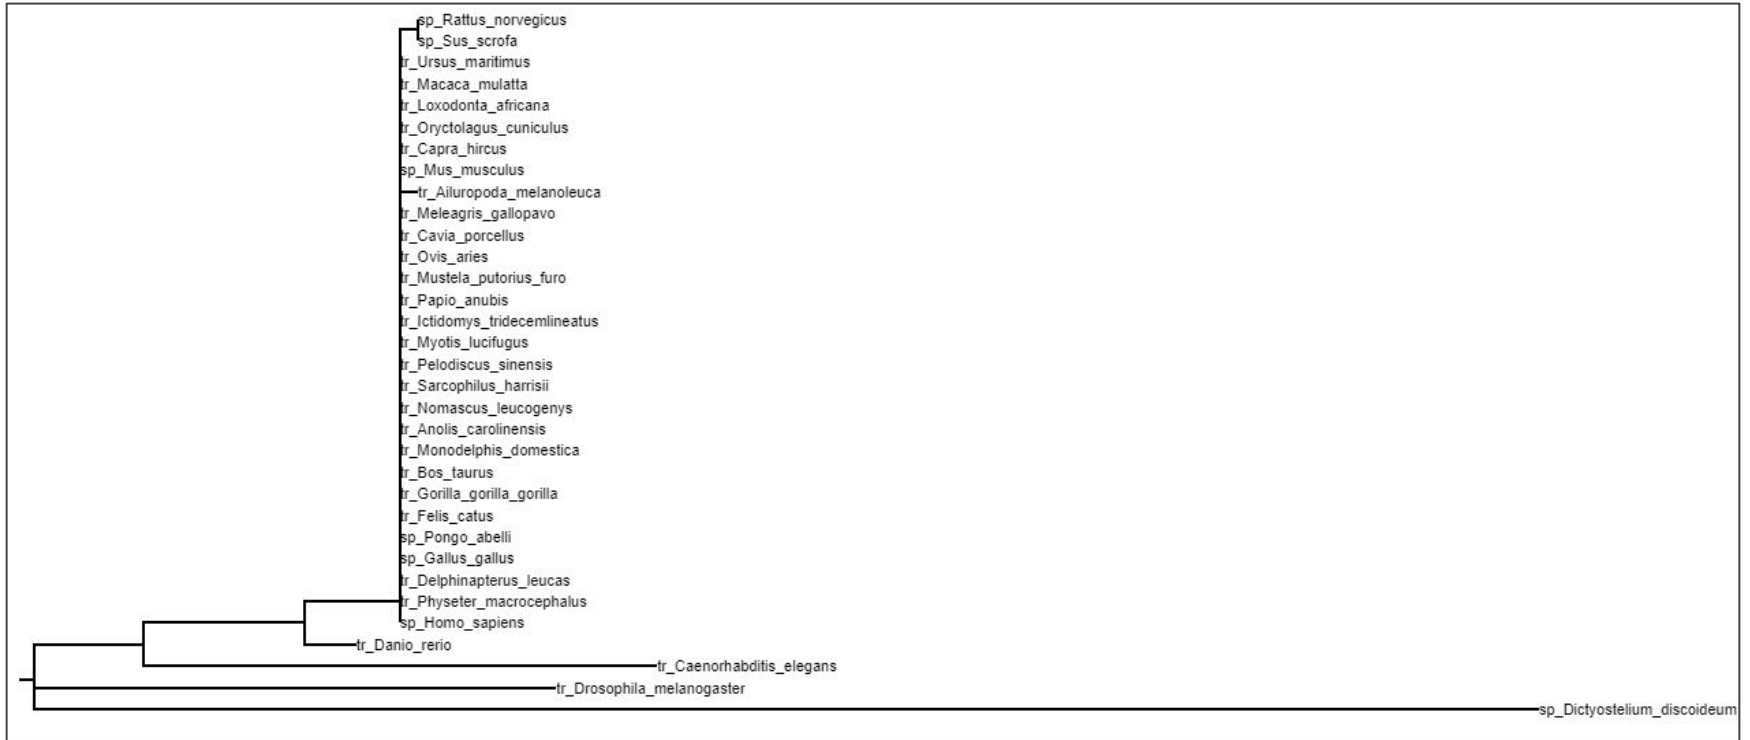 sp_Rattus_norvegicus
sp_Sus_scrofa
tr_Ursus_maritimus
tr_Macaca_mulatta
tr_Loxodonta_africana
tr_Oryctolagus_cuniculus
tr_Capra_hircus
sp_Mus_musculus
tr_Ailuropoda_melanoleuca
tr_Meleagris_gallopavo
tr_Cavia_porcellus
tr_Ovis_aries
tr_Mustela_putorius_furo
tr_Papio_anubis
tr_Ictidomys_tridecemlineatus
tr_Myotis_lucifugus
tr_Pelodiscus_sinensis
tr_Sarcophilus_harrisii
tr_Nomascus_leucogenys
tr_Anolis_carolinensis
tr_Monodelphis_domestica
tr_Bos_taurus
tr_Gorilla_gorilla_gorilla
tr_Felis_catus
sp_Pongo_abelli
sp_Gallus_gallus
tr_Delphinapterus_leucas
tr_Physeter_macrocephalus
sp_Homo_sapiens
tr_Danio_rerio
tr_Caenorhabditis_elegans
tr_Drosophila_melanogaster
sp_Dictyostelium_discoideum